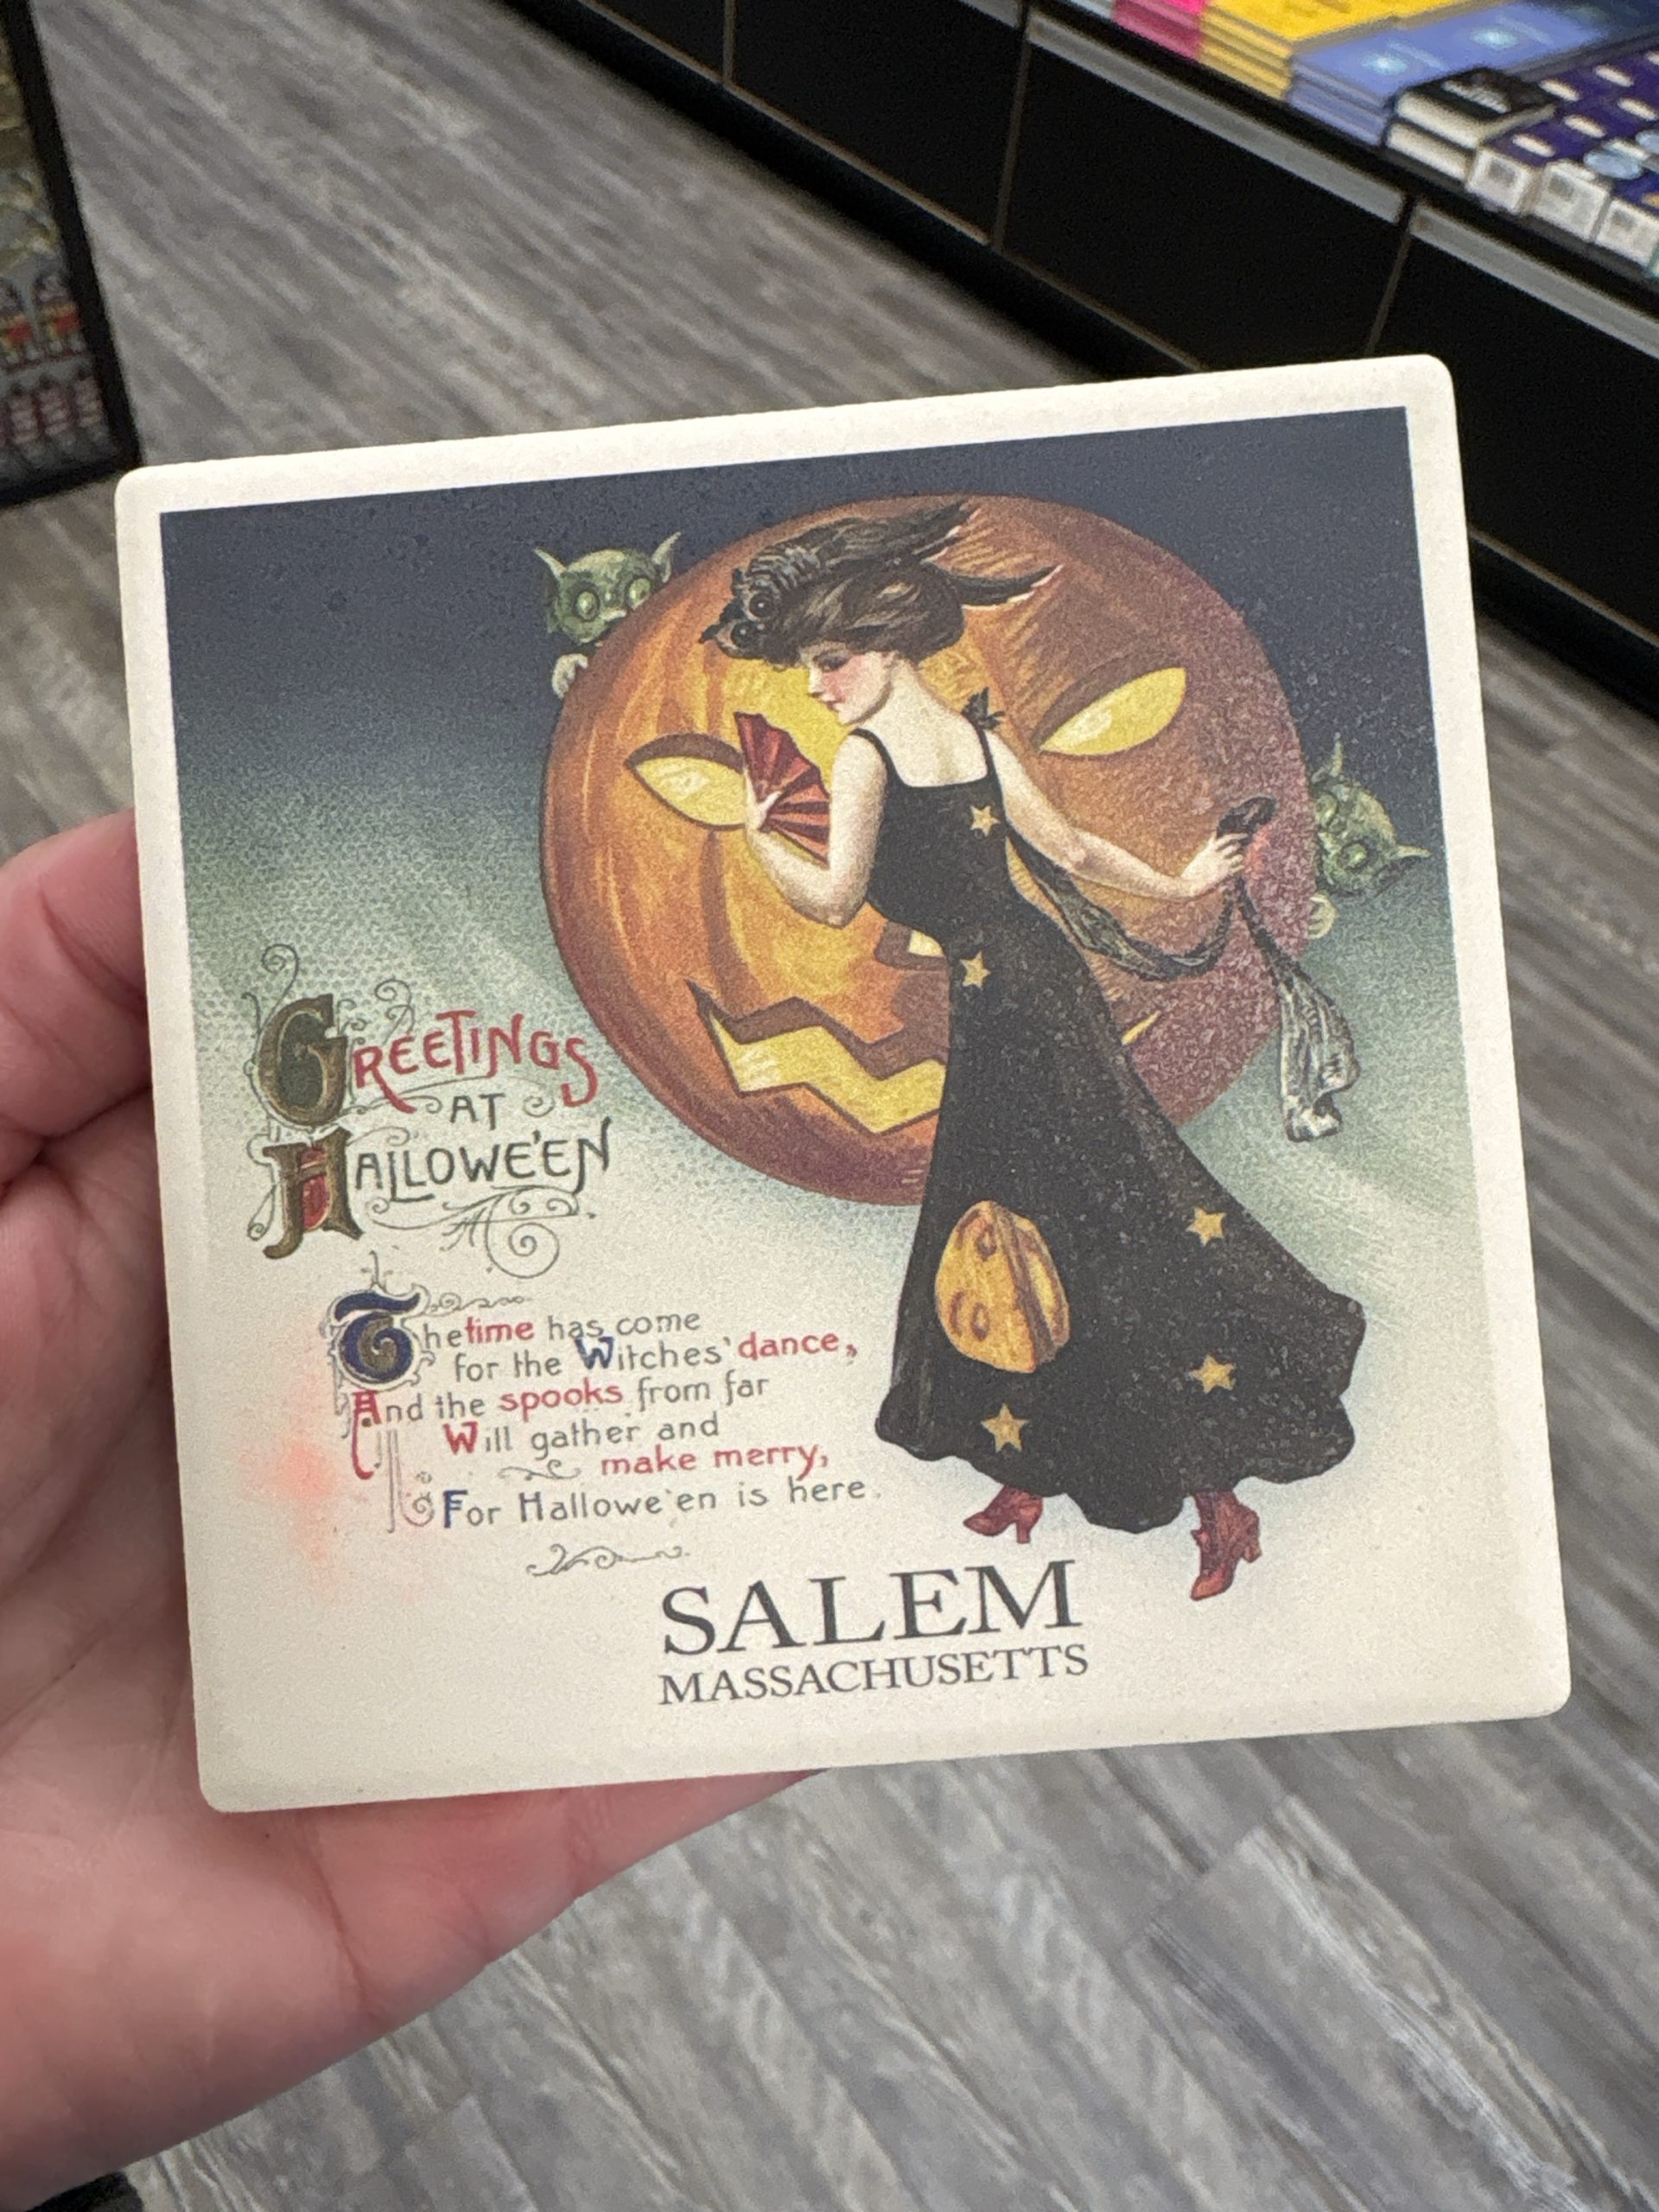 GREETINGS
AT
HALLOWE'EN
The time has come
for the Witches' dance,
And the spooks from far
Will gather and
make merry,
For Hallowe'en is here.
SALEM
MASSACHUSETTS